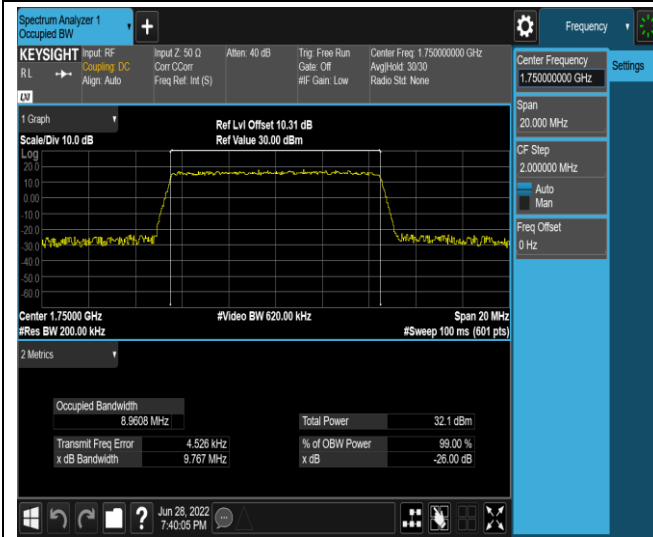 Spectrum Analyzer 1
Occupied BW
Frequency
KEYSIGHT
RL
LXI
Input: RF
Coupling: DC
Align: Auto
Input Z: 50 Ω
Corr CCorr
Freq Ref: Int (S)
Atten: 40 dB
Trig: Free Run
Gate: Off
#IF Gain: Low
Center Freq: 1.750000000 GHz
Avg|Hold: 30/30
Radio Std: None
Center Frequency
1.75000000 GHz
Settings
Span
20.000 MHz
CF Step
2.000000 MHz
Auto
Man
Freq Offset
0 Hz
1 Graph
Scale/Div 10.0 dB
Ref Lvl Offset 10.31 dB
Ref Value 30.00 dBm
Log
20.0
10.0
0.00
-10.0
-20.0
-30.0
-40.0
-50.0
-60.0
Center 1.75000 GHz
#Video BW 620.00 kHz
Span 20 MHz
#Res BW 200.00 kHz
#Sweep 100 ms (601 pts)
2 Metrics
Occupied Bandwidth
8.9608 MHz
Total Power 32.1 dBm
Transmit Freq Error 4.526 kHz
% of OBW Power 99.00 %
x dB Bandwidth 9.767 MHz
x dB -26.00 dB
?
Jun 28, 2022
7:40:05 PM